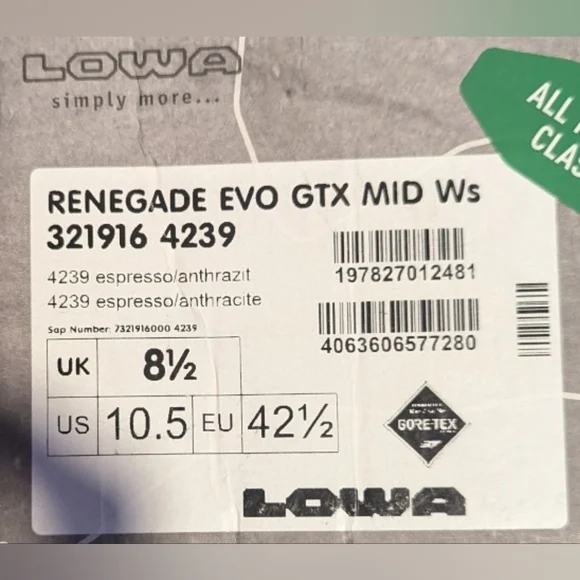 LOWA
simply more...
ALL
CLAS
RENEGADE EVO GTX MID Ws
321916 4239
4239 espresso/anthrazit
4239 espresso/anthracite
197827012481
4063606577280
Sap Number: 7321916000 4239
UK 8½
US 10.5 EU 42½
GORE-TEX
LOWA